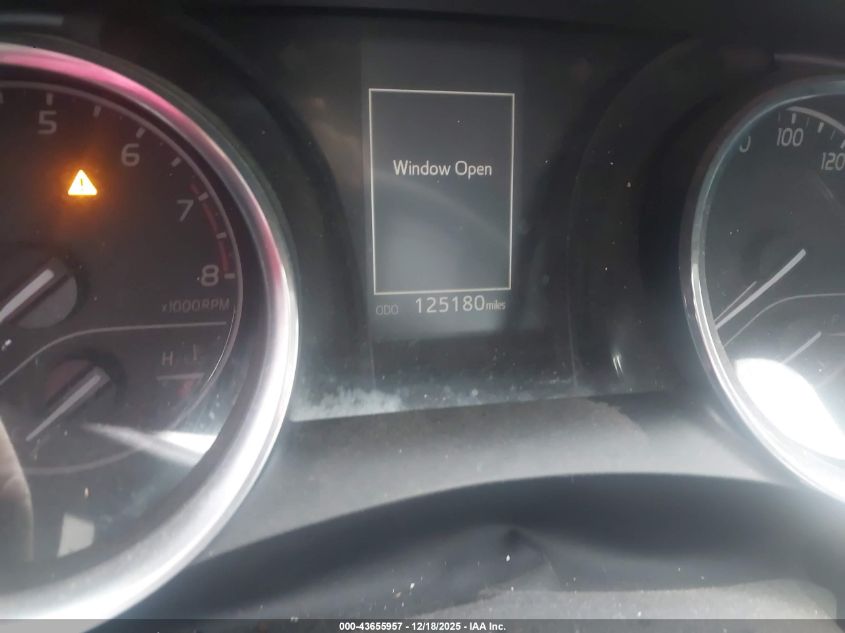 5
6
7
8
x1000RPM
H
!
Window Open
ODO 125180 miles
100
120
000-43655957 - 12/18/2025 - IAA Inc.